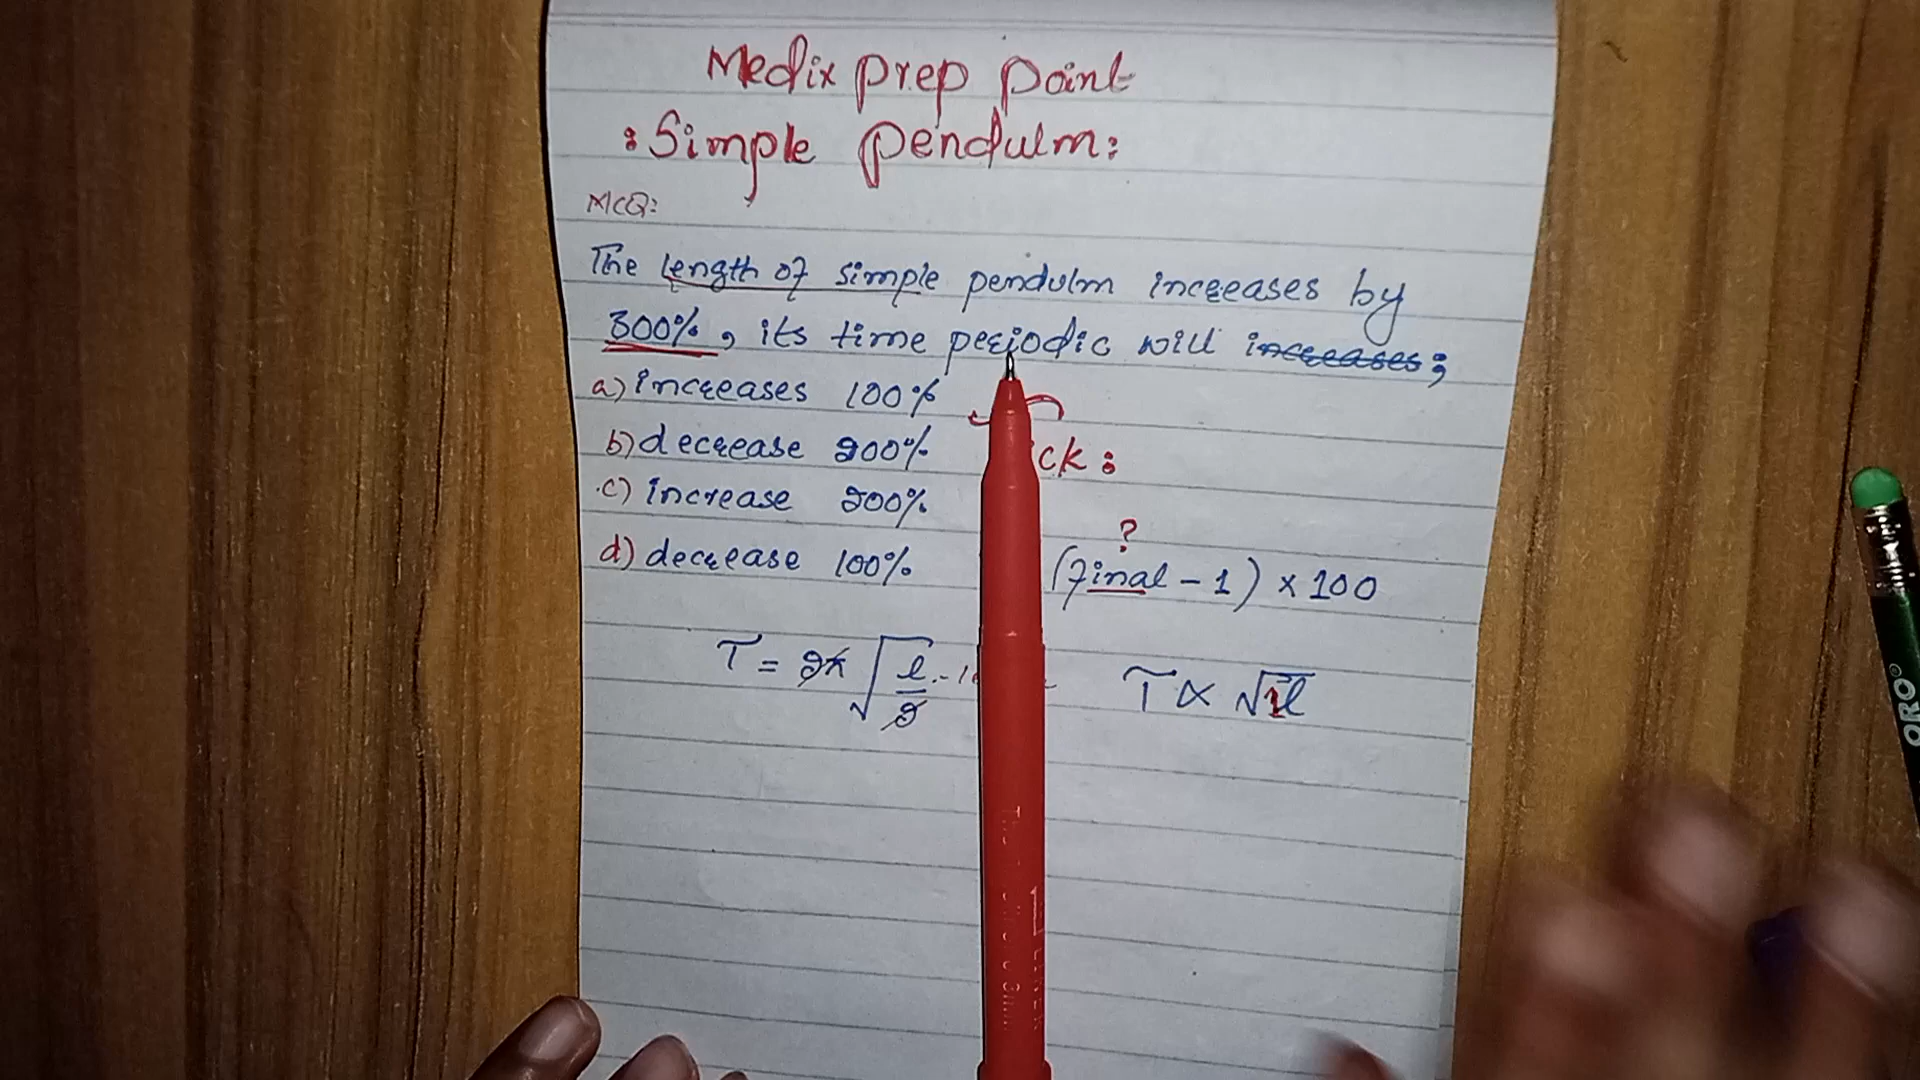 Medix prep point
:Simple pendulm:
MCQ:
The length of simple pendulm increases by
300%, its time periodic will increases;
a) increases 100%
b) decrease 200%
c) increase 200%
d) decrease 100%
ck:
?
(final - 1) × 100
T = 2π √l/g
T ∝ √l
ORO